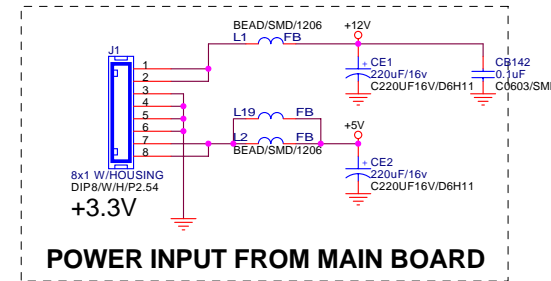 BEAD/SMD/1206
L1 FB
+12V
J1
1
2
3
4
5
6
7
8
+ CE1
220uF/16v
C220UF16V/D6H11
CB142
0.1uF
C0603/SM
L19 FB
L2 FB
BEAD/SMD/1206
+5V
+ CE2
220uF/16v
C220UF16V/D6H11
8x1 W/HOUSING
DIP8/W/H/P2.54
+3.3V
POWER INPUT FROM MAIN BOARD